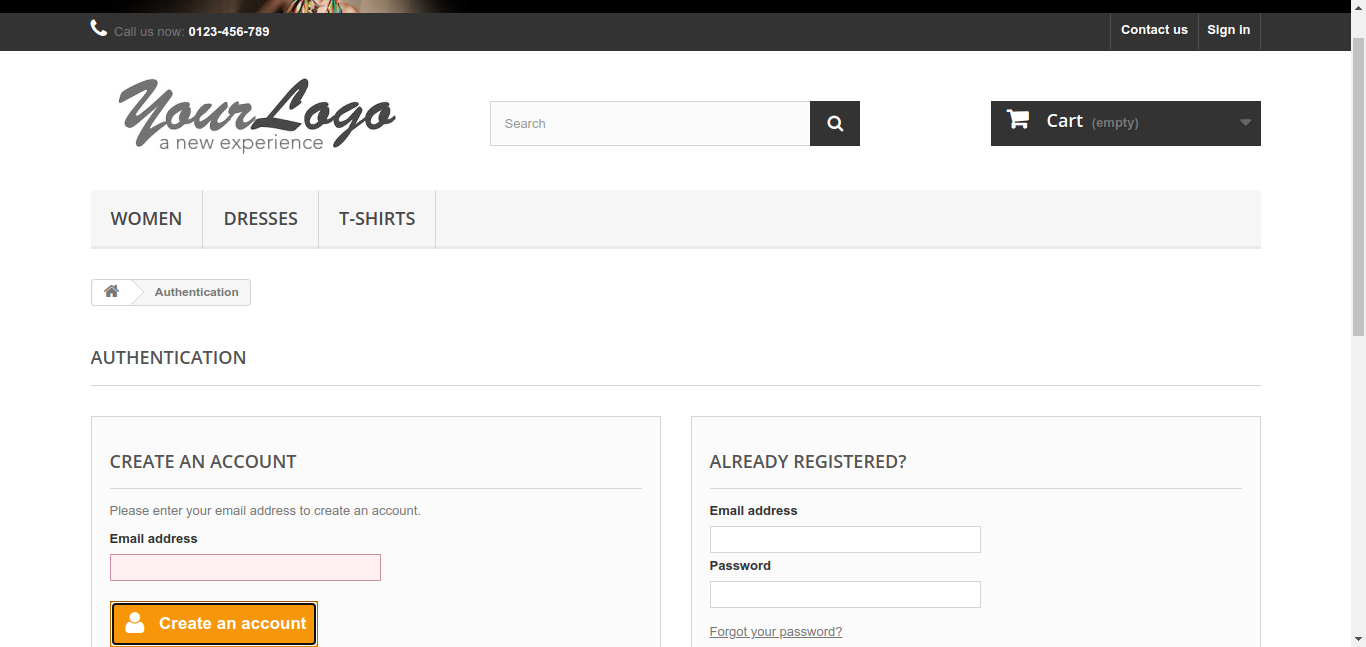 Call us now: 0123-456-789
Contact us
Sign in
Your Logo
a new experience
Search
Cart (empty)
WOMEN
DRESSES
T-SHIRTS
Authentication
AUTHENTICATION
CREATE AN ACCOUNT
Please enter your email address to create an account.
Email address
Create an account
ALREADY REGISTERED?
Email address
Password
Forgot your password?